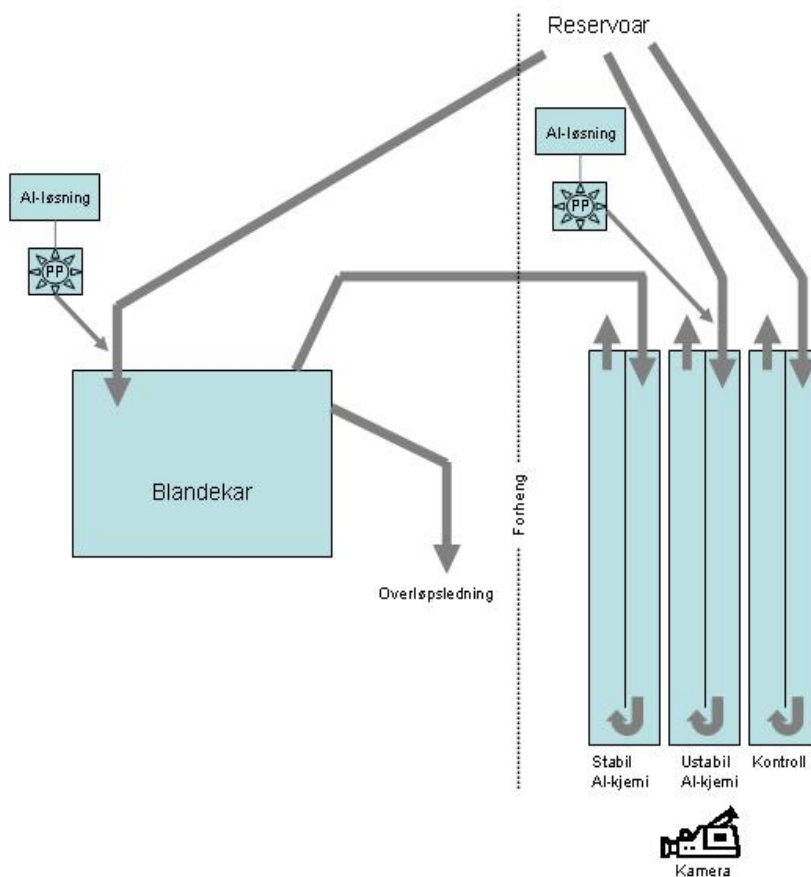 Reservoar
Al-løsning
PP
Al-løsning
PP
Blandekar
Overløpsledning
Forheng
Stabil
Al-kjemi
Ustabil
Al-kjemi
Kontroll
Kamera